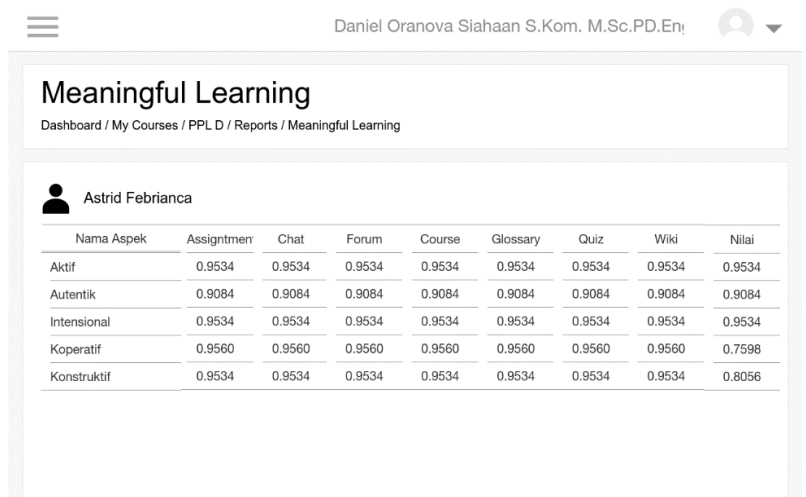 Daniel Oranova Siahaan S.Kom. M.Sc.PD.Eng
Meaningful Learning
Dashboard / My Courses / PPL D / Reports / Meaningful Learning
Astrid Febrianca
Nama Aspek Assigntmen Chat Forum Course Glossary Quiz Wiki Nilai
Aktif 0.9534 0.9534 0.9534 0.9534 0.9534 0.9534 0.9534 0.9534
Autentik 0.9084 0.9084 0.9084 0.9084 0.9084 0.9084 0.9084 0.9084
Intensional 0.9534 0.9534 0.9534 0.9534 0.9534 0.9534 0.9534 0.9534
Koperatif 0.9560 0.9560 0.9560 0.9560 0.9560 0.9560 0.9560 0.7598
Konstruktif 0.9534 0.9534 0.9534 0.9534 0.9534 0.9534 0.9534 0.8056